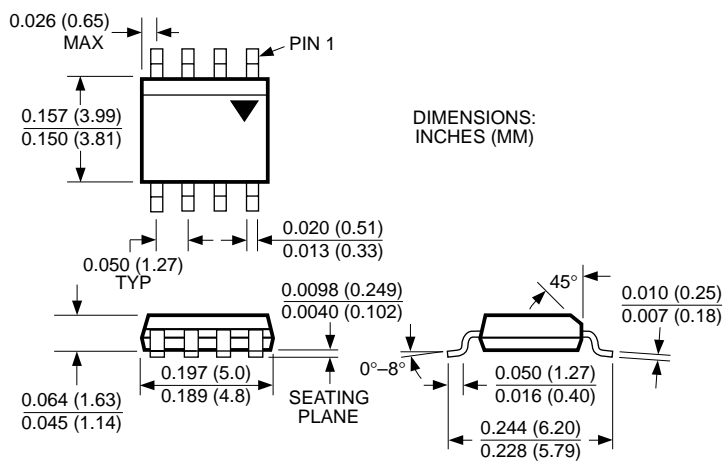 0.026 (0.65)
MAX
PIN 1
0.157 (3.99)
0.150 (3.81)
DIMENSIONS:
INCHES (MM)
0.020 (0.51)
0.013 (0.33)
0.050 (1.27)
TYP
0.0098 (0.249)
0.0040 (0.102)
45°
0.010 (0.25)
0.007 (0.18)
0°–8°
0.197 (5.0)
0.189 (4.8)
SEATING
PLANE
0.050 (1.27)
0.016 (0.40)
0.064 (1.63)
0.045 (1.14)
0.244 (6.20)
0.228 (5.79)